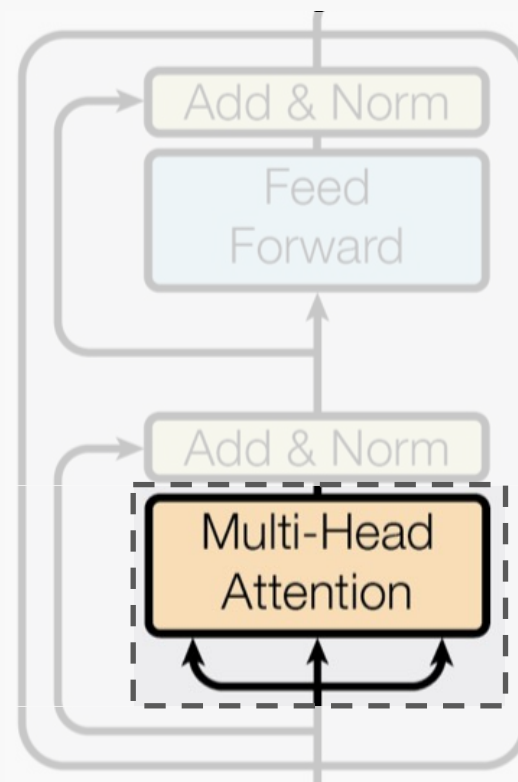 Add & Norm
Feed
Forward
Add & Norm
Multi-Head
Attention